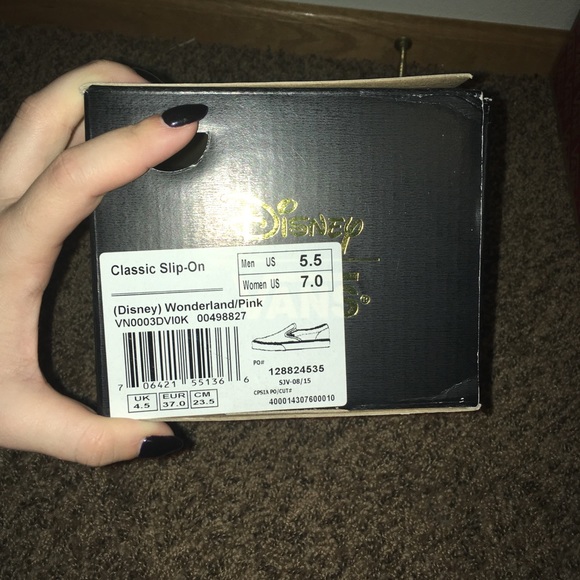 Disney
VANS®
Classic Slip-On
Men US 5.5
Women US 7.0
(Disney) Wonderland/Pink
VN0003DVI0K 00498827
PO# 128824535
SJV-08/15
CPS15 PO/CUT#
400014307600010
7 06421 55136 6
UK EUR CM
4.5 37.0 23.5